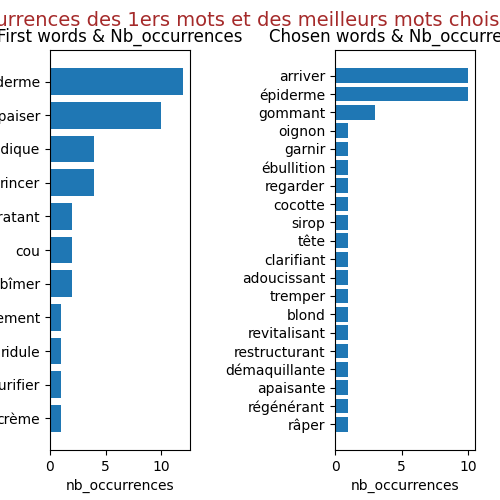 urrences des 1ers mots et des meilleurs mots chois
First words & Nb_occurrences
derme
paiser
dique
rincer
ratant
cou
bîmer
ement
ridule
urifier
crème
0 5 10
nb_occurrences
Chosen words & Nb_occurre
arriver
épiderme
gommant
oignon
garnir
ébullition
regarder
cocotte
sirop
tête
clarifiant
adoucissant
tremper
blond
revitalisant
restructurant
démaquillante
apaisante
régénérant
râper
0 5 10
nb_occurrences